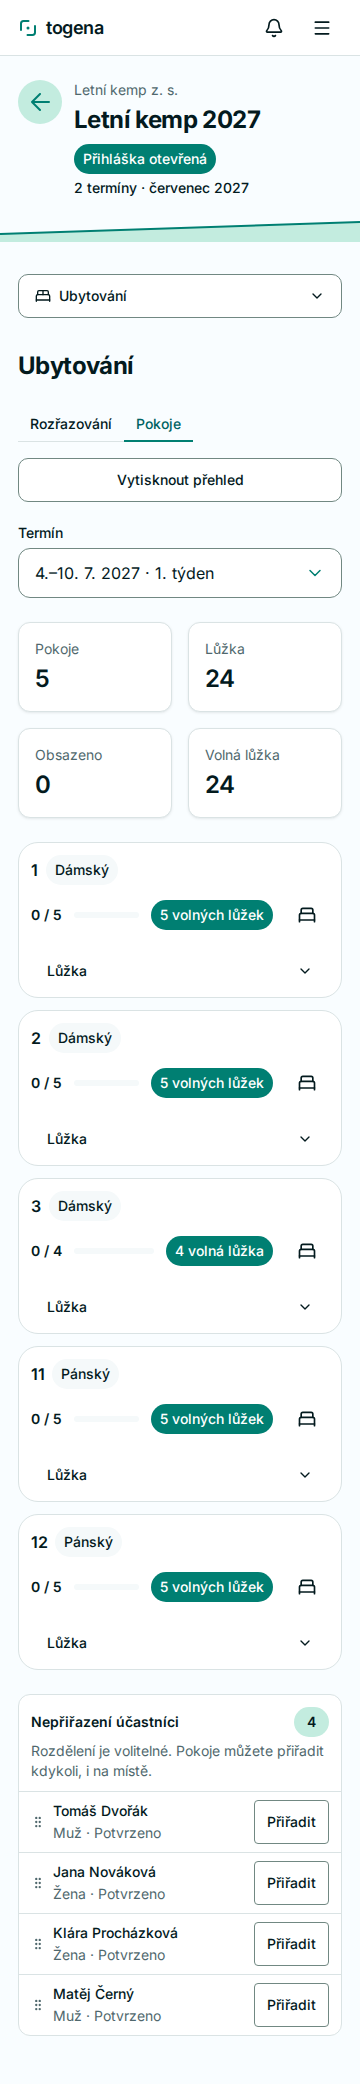 togena
Letní kemp z. s.
Letní kemp 2027
Přihláška otevřená
2 termíny · červenec 2027
Ubytování
Ubytování
Rozřazování Pokoje
Vytisknout přehled
Termín
4.–10. 7. 2027 · 1. týden
Pokoje Lůžka
5 24
Obsazeno Volná lůžka
0 24
1 Dámský
0 / 5 5 volných lůžek
Lůžka
2 Dámský
0 / 5 5 volných lůžek
Lůžka
3 Dámský
0 / 4 4 volná lůžka
Lůžka
11 Pánský
0 / 5 5 volných lůžek
Lůžka
12 Pánský
0 / 5 5 volných lůžek
Lůžka
Nepřiřazení účastníci 4
Rozdělení je volitelné. Pokoje můžete přiřadit
kdykoli, i na místě.
Tomáš Dvořák
Muž · Potvrzeno Přiřadit
Jana Nováková
Žena · Potvrzeno Přiřadit
Klára Procházková
Žena · Potvrzeno Přiřadit
Matěj Černý
Muž · Potvrzeno Přiřadit